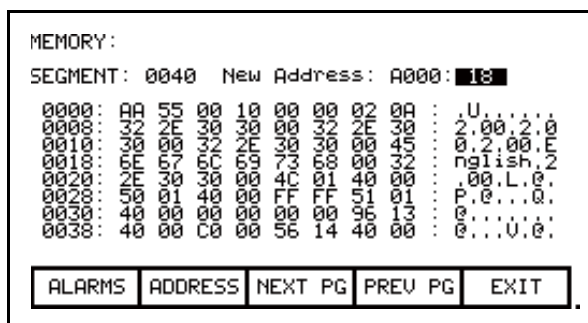 MEMORY:
SEGMENT: 0040 New Address: A000: 18
0000: AA 55 00 10 00 00 02 0A : .U......
0008: 32 2E 30 30 00 32 2E 30 : 2.00.2.0
0010: 30 00 32 2E 30 30 00 45 : 0.2.00.E
0018: 6E 67 6C 69 73 68 00 32 : nglish.2
0020: 2E 30 30 00 4C 01 40 00 : .00.L.@.
0028: 50 01 40 00 FF FF 51 01 : P.@...Q.
0030: 40 00 00 00 00 00 96 13 : @.......
0038: 40 00 C0 00 56 14 40 00 : @...V.@.
ALARMS ADDRESS NEXT PG PREV PG EXIT
.